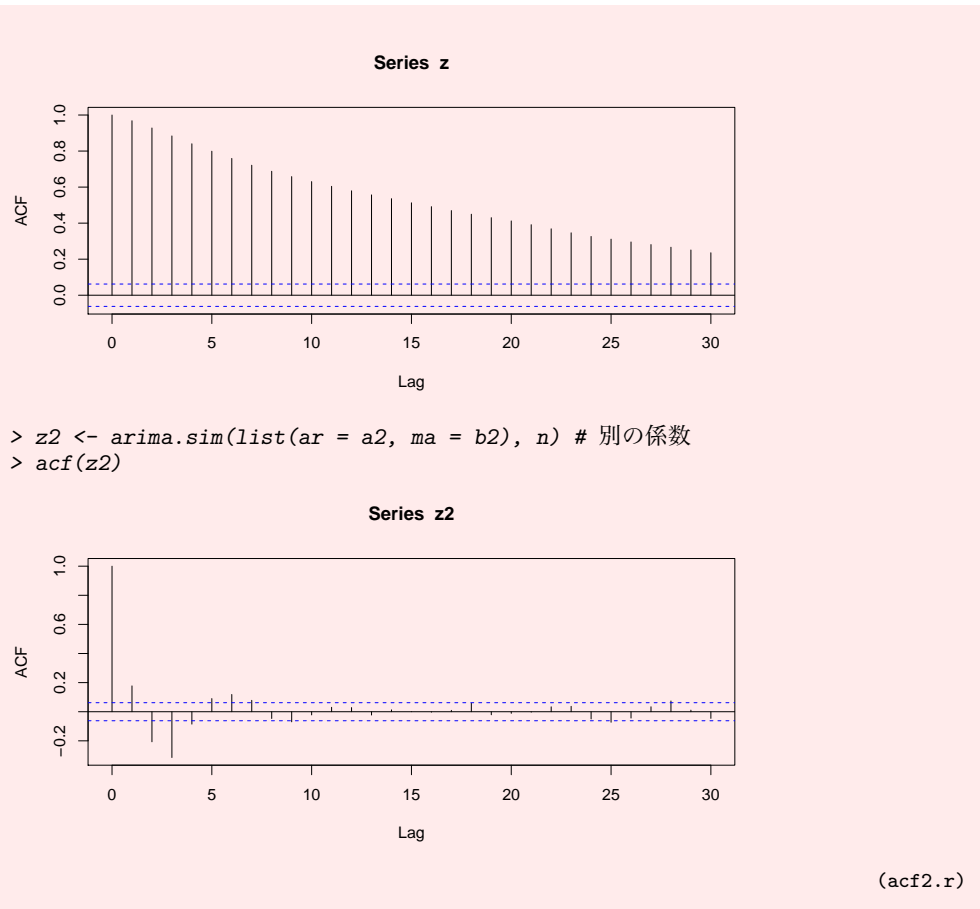 Series z
ACF
0.0 0.2 0.4 0.6 0.8 1.0
0 5 10 15 20 25 30
Lag
> z2 <- arima.sim(list(ar = a2, ma = b2), n) # 別の係数
> acf(z2)
Series z2
ACF
−0.2 0.2 0.6 1.0
0 5 10 15 20 25 30
Lag
(acf2.r)